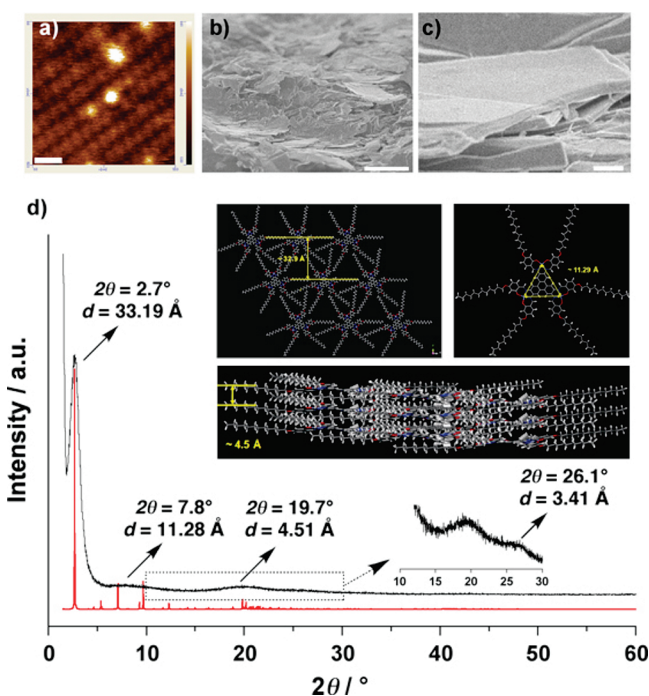 a)
b)
c)
d)
2θ = 2.7°
d = 33.19 Å
~ 32.9 Å
~ 11.29 Å
~ 4.5 Å
2θ = 7.8°
d = 11.28 Å
2θ = 19.7°
d = 4.51 Å
2θ = 26.1°
d = 3.41 Å
10 15 20 25 30
Intensity / a.u.
0 10 20 30 40 50 60
2θ / °